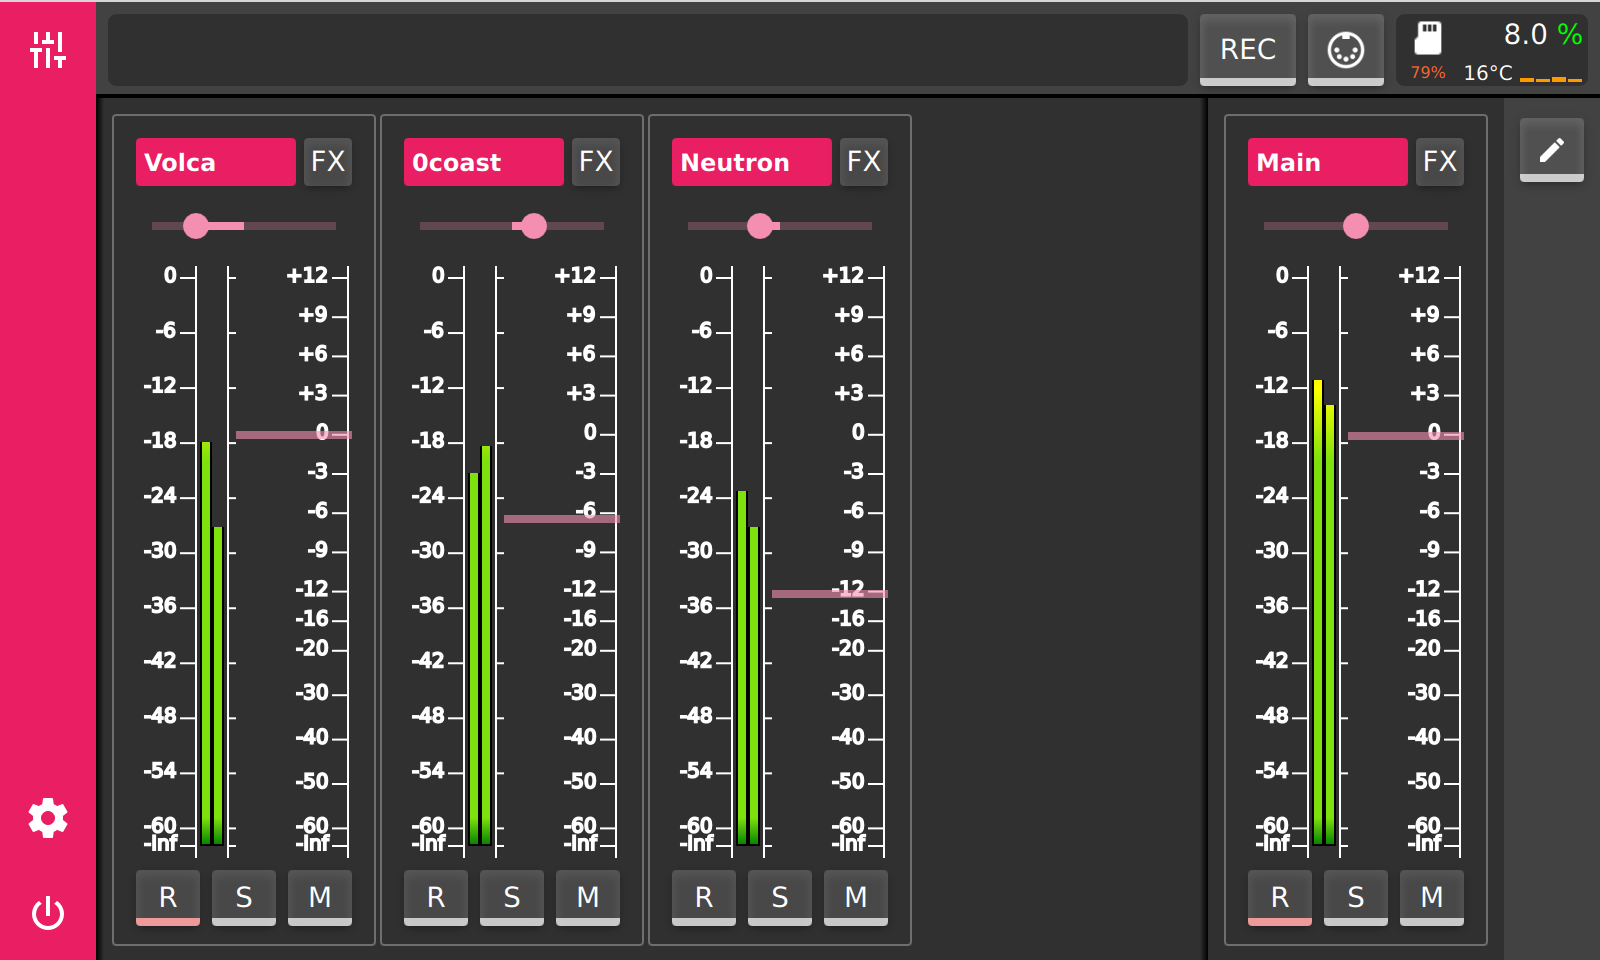 REC
8.0 %
79% 16°C
Volca FX
0coast FX
Neutron FX
Main FX
0 +12 0 +12 0 +12 0 +12
+9 +9 +9 +9
-6 -6 -6 -6
+6 +6 +6 +6
-12 -12 -12 -12
+3 +3 +3 +3
0 0 0 0
-18 -18 -18 -18
-3 -3 -3 -3
-24 -24 -24 -24
-6 -6 -6 -6
-30 -9 -30 -9 -30 -9 -30 -9
-12 -12 -12 -12
-36 -36 -36 -36
-16 -16 -16 -16
-20 -20 -20 -20
-42 -42 -42 -42
-30 -30 -30 -30
-48 -48 -48 -48
-40 -40 -40 -40
-54 -54 -54 -54
-50 -50 -50 -50
-60 -60 -60 -60 -60 -60 -60 -60
-inf -inf -inf -inf -inf -inf -inf -inf
R S M R S M R S M R S M